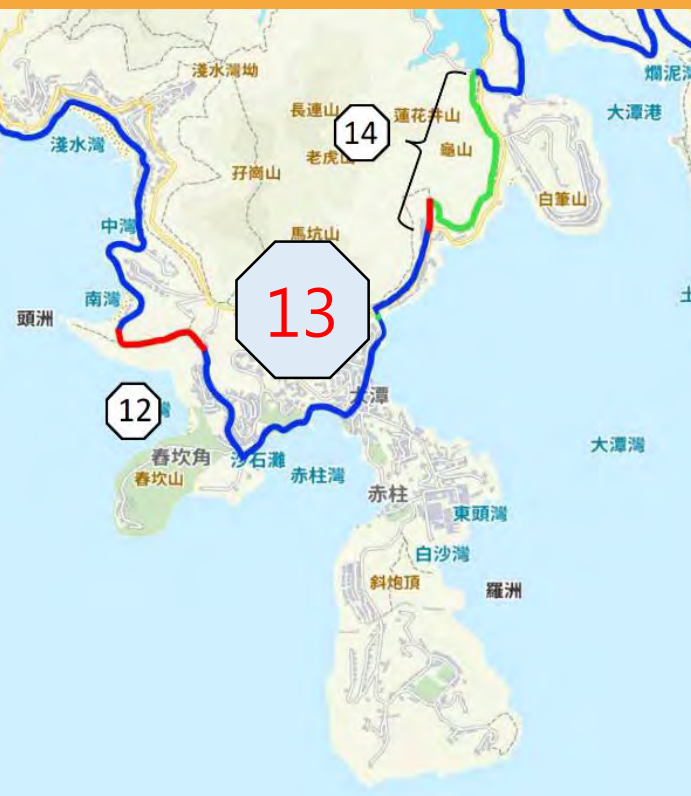 淺水灣坳
爛泥灣
長連山
蓮花井山
大潭港
14
淺水灣
龜山
老虎山
孖崗山
白筆山
中灣
馬坑山
南灣
頭洲
13
12
大潭
大潭灣
舂坎角
沙石灘
舂坎山
赤柱灣
赤柱
東頭灣
白沙灣
斜炮頂
羅洲